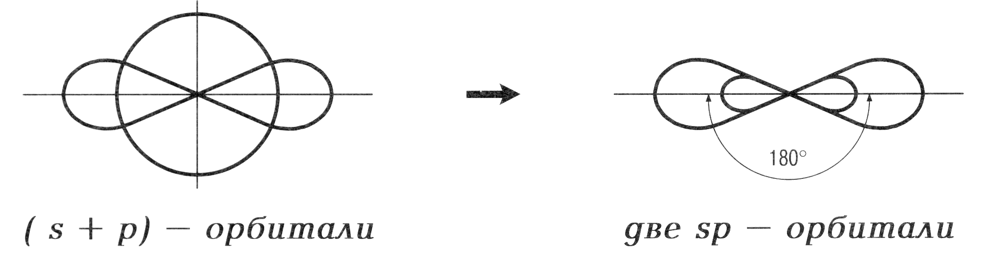 180°
( s + p) — орбитали
две sp — орбитали